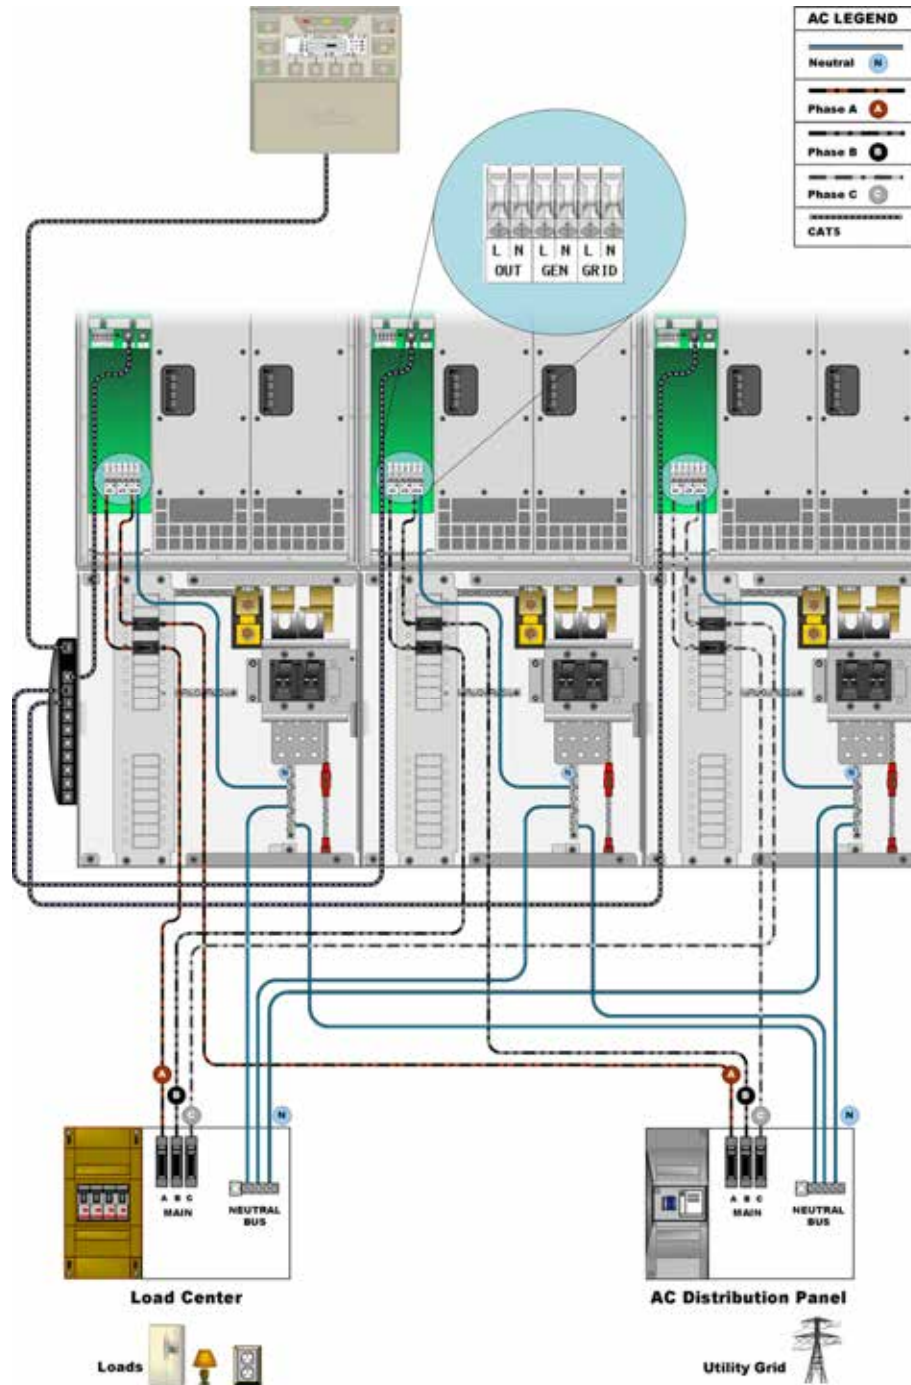 AC LEGEND
Neutral N
Phase A A
Phase B B
Phase C C
CAT5
L N L N L N
OUT GEN GRID
N
N
N
A
B
C
N
A
B
C
N
A B C
MAIN
NEUTRAL
BUS
A B C
MAIN
NEUTRAL
BUS
Load Center
AC Distribution Panel
Loads
Utility Grid